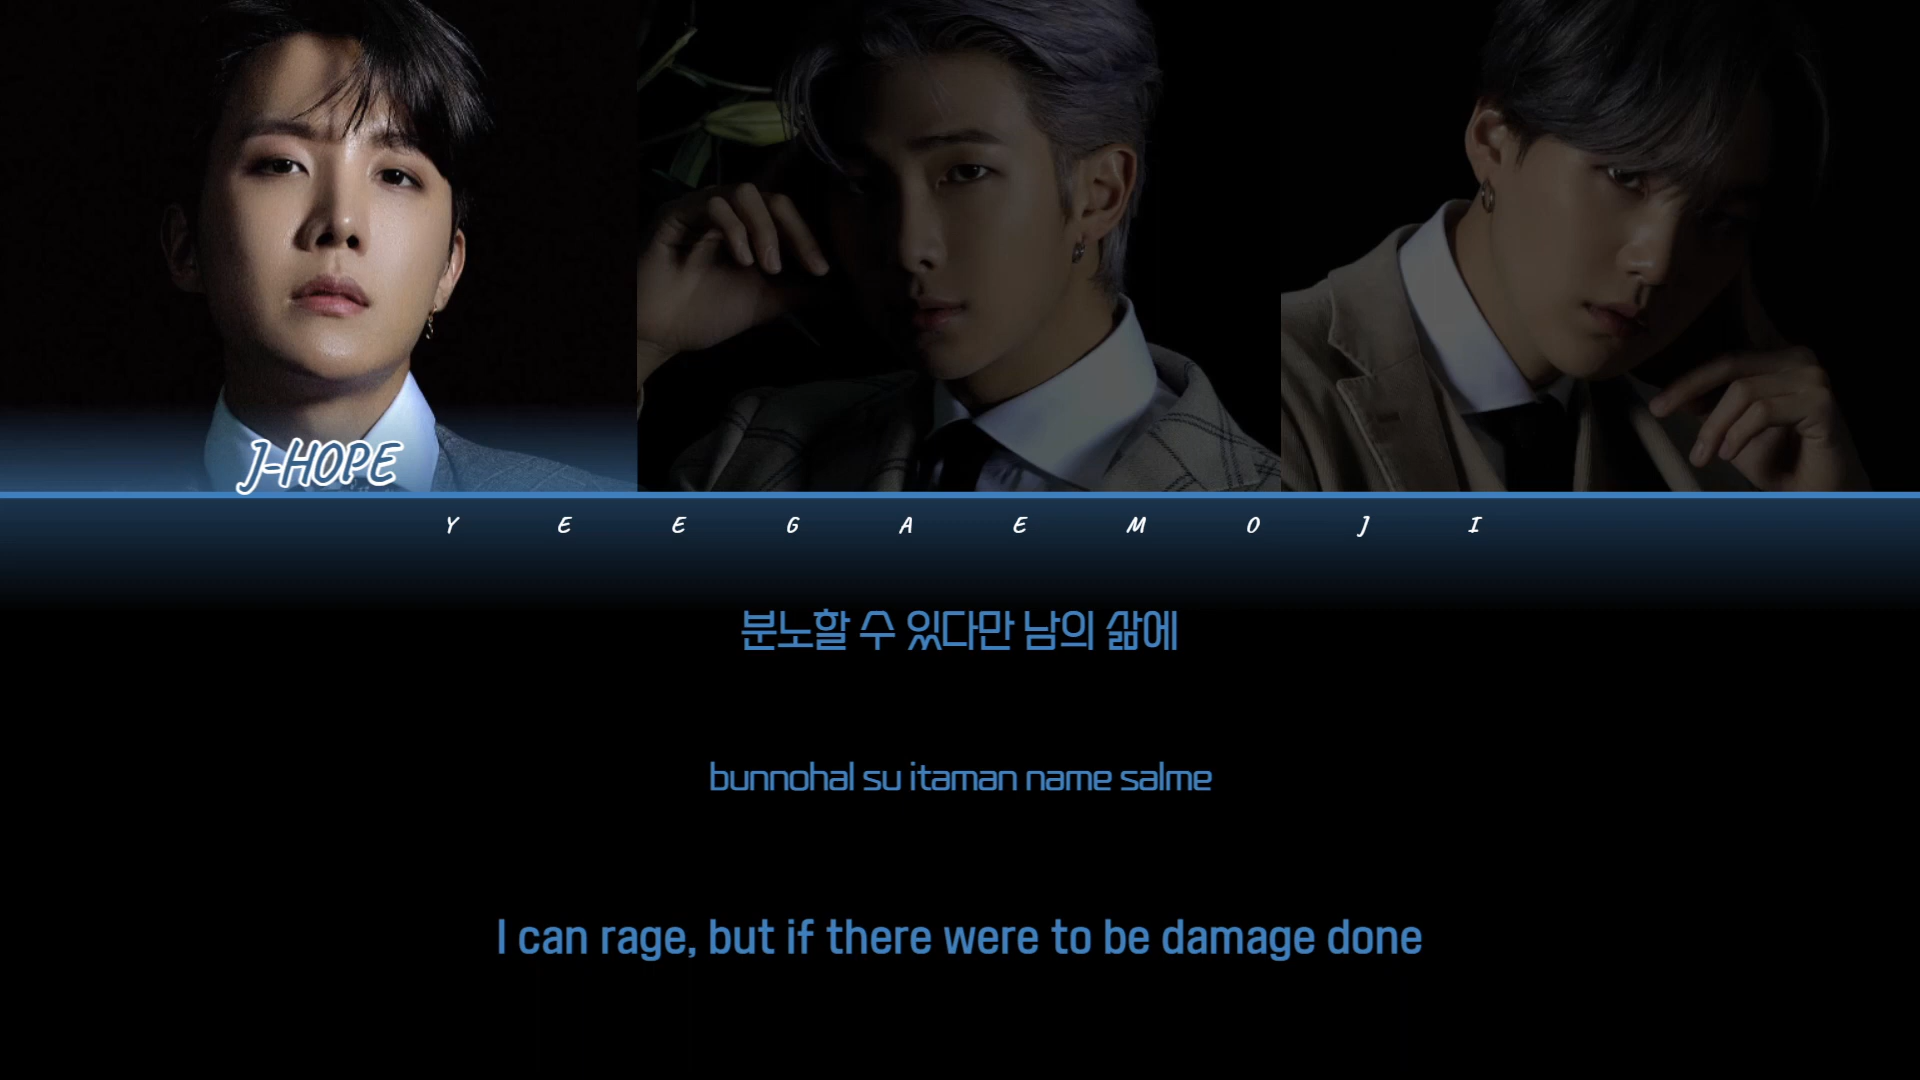 J-HOPE
YEEGAEMOJI
분노할 수 있다만 남의 삶에
bunnohal su itaman name salme
I can rage, but if there were to be damage done